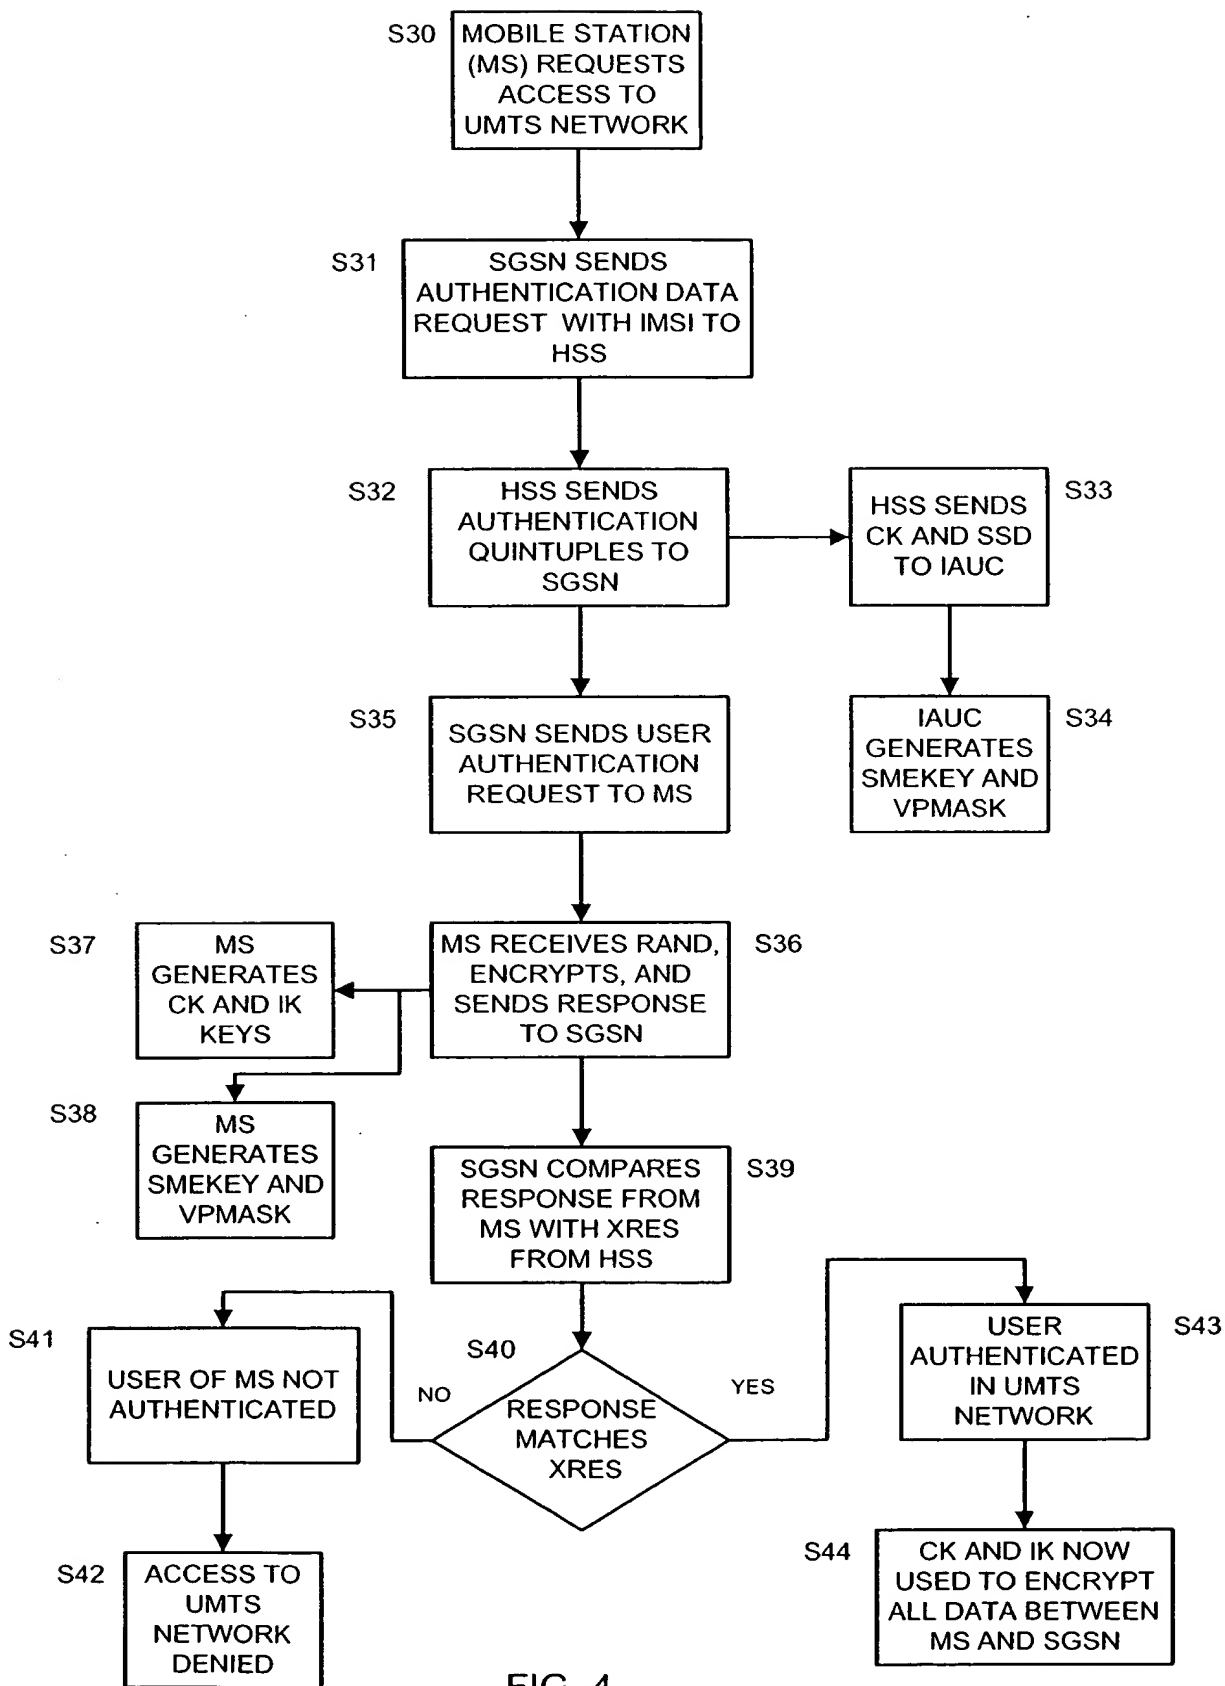 S30
MOBILE STATION
(MS) REQUESTS
ACCESS TO
UMTS NETWORK
S31
SGSN SENDS
AUTHENTICATION DATA
REQUEST WITH IMSI TO
HSS
S32
HSS SENDS
AUTHENTICATION
QUINTUPLES TO
SGSN
S33
HSS SENDS
CK AND SSD
TO IAUC
S35
SGSN SENDS USER
AUTHENTICATION
REQUEST TO MS
S34
IAUC
GENERATES
SMEKEY AND
VPMASK
S37
MS
GENERATES
CK AND IK
KEYS
S36
MS RECEIVES RAND,
ENCRYPTS, AND
SENDS RESPONSE
TO SGSN
S38
MS
GENERATES
SMEKEY AND
VPMASK
S39
SGSN COMPARES
RESPONSE FROM
MS WITH XRES
FROM HSS
S41
USER OF MS NOT
AUTHENTICATED
S40
NO
RESPONSE
MATCHES
XRES
YES
S43
USER
AUTHENTICATED
IN UMTS
NETWORK
S42
ACCESS TO
UMTS
NETWORK
DENIED
S44
CK AND IK NOW
USED TO ENCRYPT
ALL DATA BETWEEN
MS AND SGSN
FIG. 4